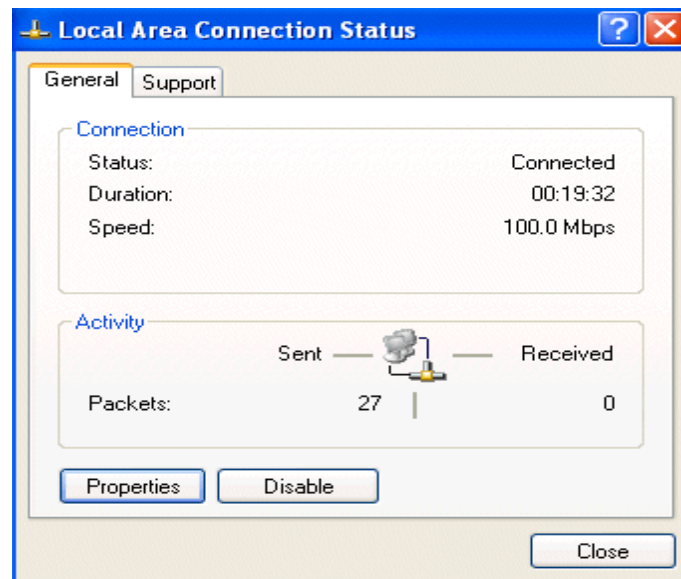 Local Area Connection Status
General Support
Connection
Status: Connected
Duration: 00:19:32
Speed: 100.0 Mbps
Activity
Sent Received
Packets: 27 0
Properties Disable
Close